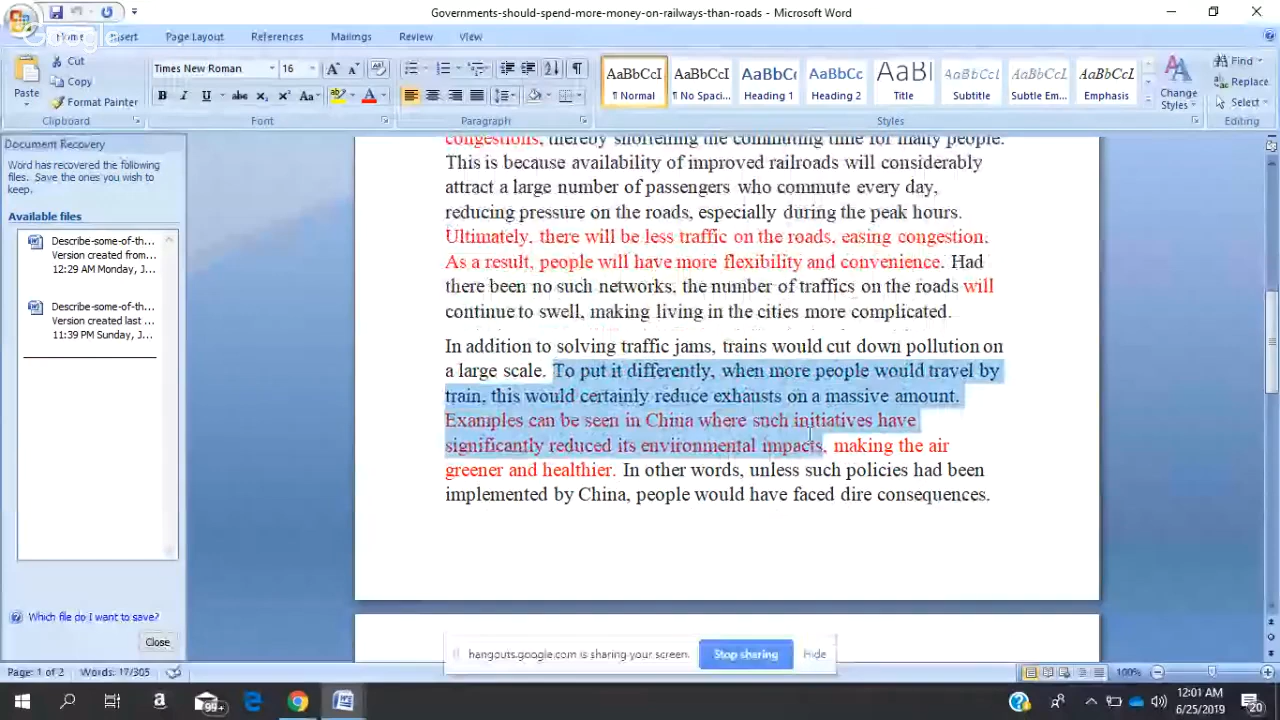 Governments-should-spend-more-money-on-railways-than-roads - Microsoft Word
Google
Home Insert Page Layout References Mailings Review View
Paste
Cut
Copy
Format Painter
Clipboard
Times New Roman 16
B I U abc X₂ X² Aa
Font
Paragraph
AaBbCcI AaBbCcI AaBbC AaBbCc AaBl AaBbCcI AaBbCcI AaBbCcI
¶ Normal ¶ No Spaci... Heading 1 Heading 2 Title Subtitle Subtle Em... Emphasis
Styles
Change
Styles
Find
Replace
Select
Editing
Document Recovery
Word has recovered the following
files. Save the ones you wish to
keep.
Available files
Describe-some-of-th...
Version created from...
12:29 AM Monday, J...
Describe-some-of-th...
Version created last ...
11:39 PM Sunday, J...
Which file do I want to save?
Close
congestions, thereby shortening the commuting time for many people.
This is because availability of improved railroads will considerably
attract a large number of passengers who commute every day,
reducing pressure on the roads, especially during the peak hours.
Ultimately, there will be less traffic on the roads, easing congestion.
As a result, people will have more flexibility and convenience. Had
there been no such networks, the number of traffics on the roads will
continue to swell, making living in the cities more complicated.
In addition to solving traffic jams, trains would cut down pollution on
a large scale. To put it differently, when more people would travel by
train, this would certainly reduce exhausts on a massive amount.
Examples can be seen in China where such initiatives have
significantly reduced its environmental impacts, making the air
greener and healthier. In other words, unless such policies had been
implemented by China, people would have faced dire consequences.
hangouts.google.com is sharing your screen. Stop sharing Hide
Page: 1 of 2 Words: 17/305 100%
99+
12:01 AM
6/25/2019
20